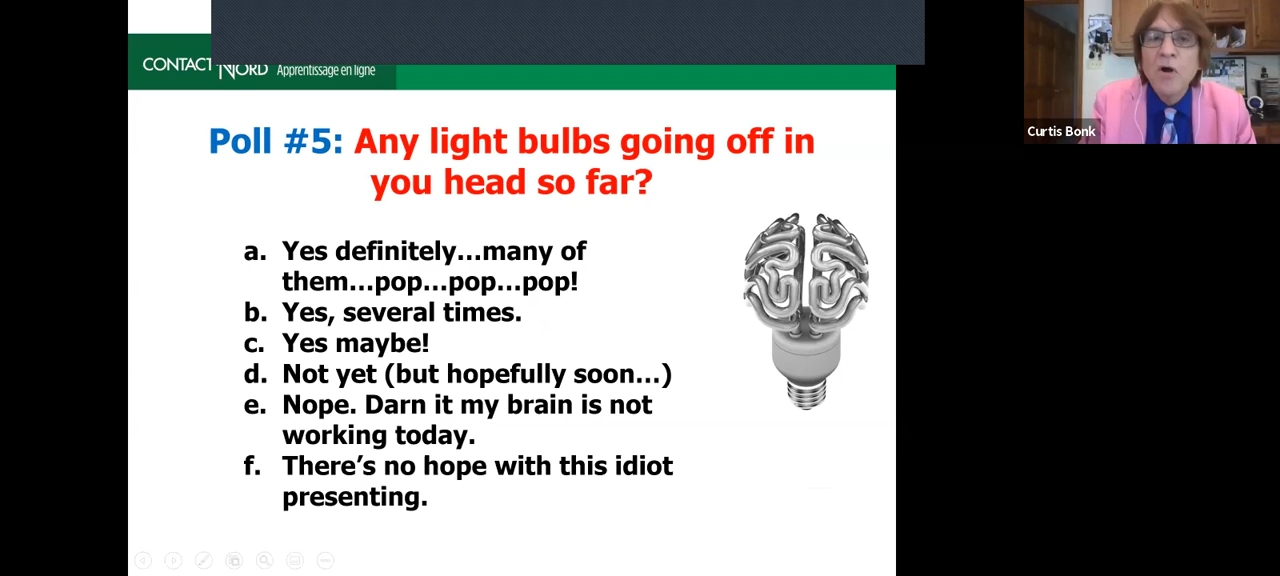 CONTACT NORD Apprentissage en ligne
Curtis Bonk
Poll #5: Any light bulbs going off in
you head so far?
a. Yes definitely...many of
them...pop...pop...pop!
b. Yes, several times.
c. Yes maybe!
d. Not yet (but hopefully soon...)
e. Nope. Darn it my brain is not
working today.
f. There’s no hope with this idiot
presenting.